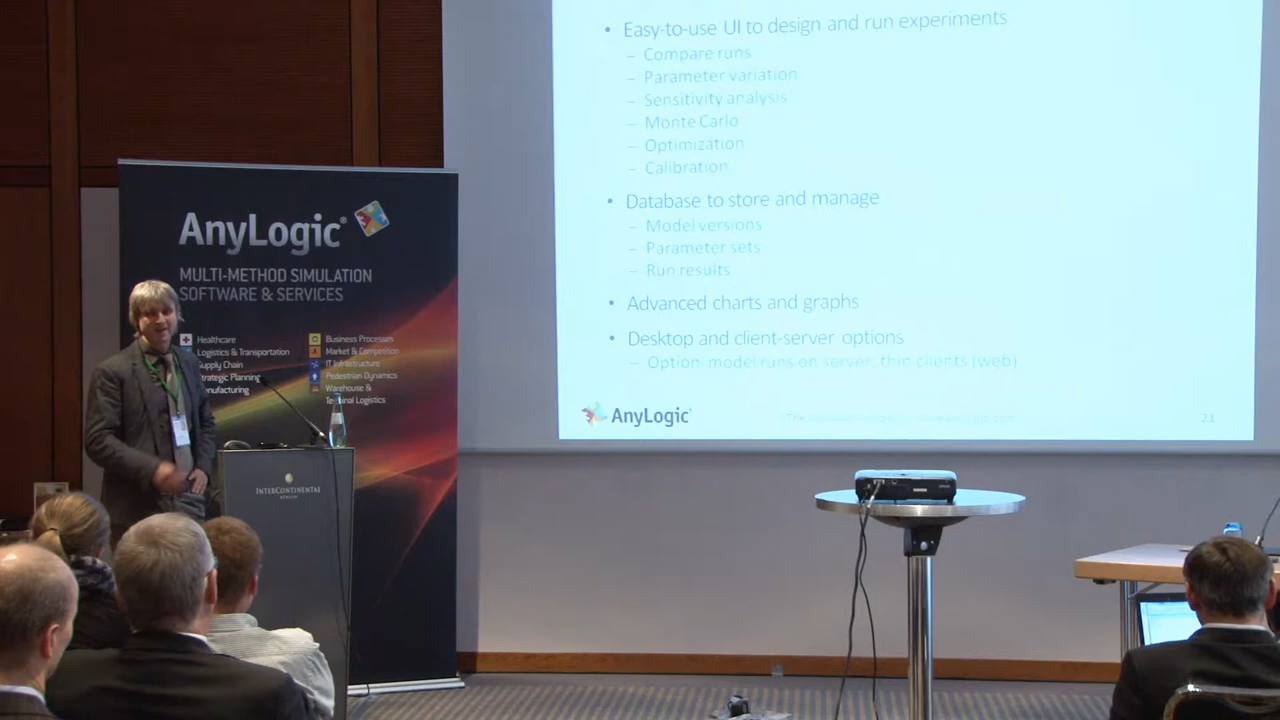 AnyLogic®
MULTI-METHOD SIMULATION
SOFTWARE & SERVICES
Healthcare
Logistics & Transportation
Supply Chain
Strategic Planning
Manufacturing
Business Processes
Market & Competition
IT Infrastructure
Pedestrian Dynamics
Warehouse &
Terminal Logistics
INTERCONTINENTAL
BERLIN
• Easy-to-use UI to design and run experiments
– Compare runs
– Parameter variation
– Sensitivity analysis
– Monte Carlo
– Optimization
– Calibration
• Database to store and manage
– Model versions
– Parameter sets
– Run results
• Advanced charts and graphs
• Desktop and client-server options
– Option: model runs on server, thin clients (web)
AnyLogic®
21